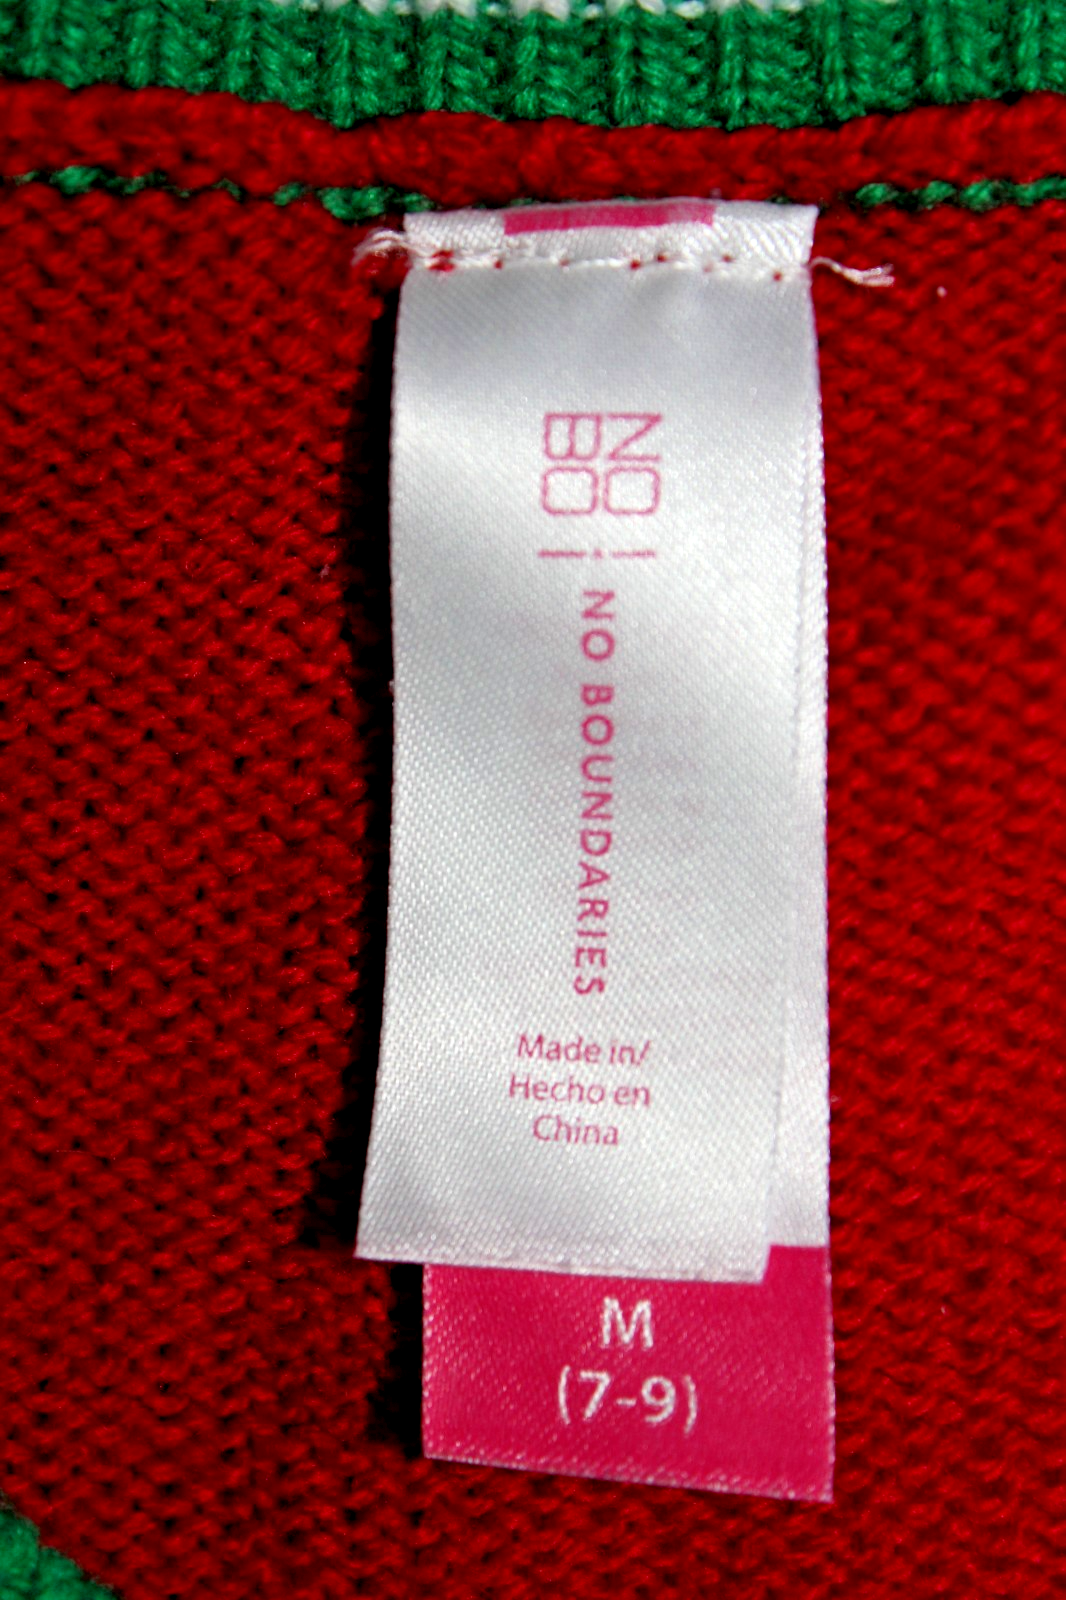 NO
BO
NO BOUNDARIES
Made in/
Hecho en
China
M
(7-9)